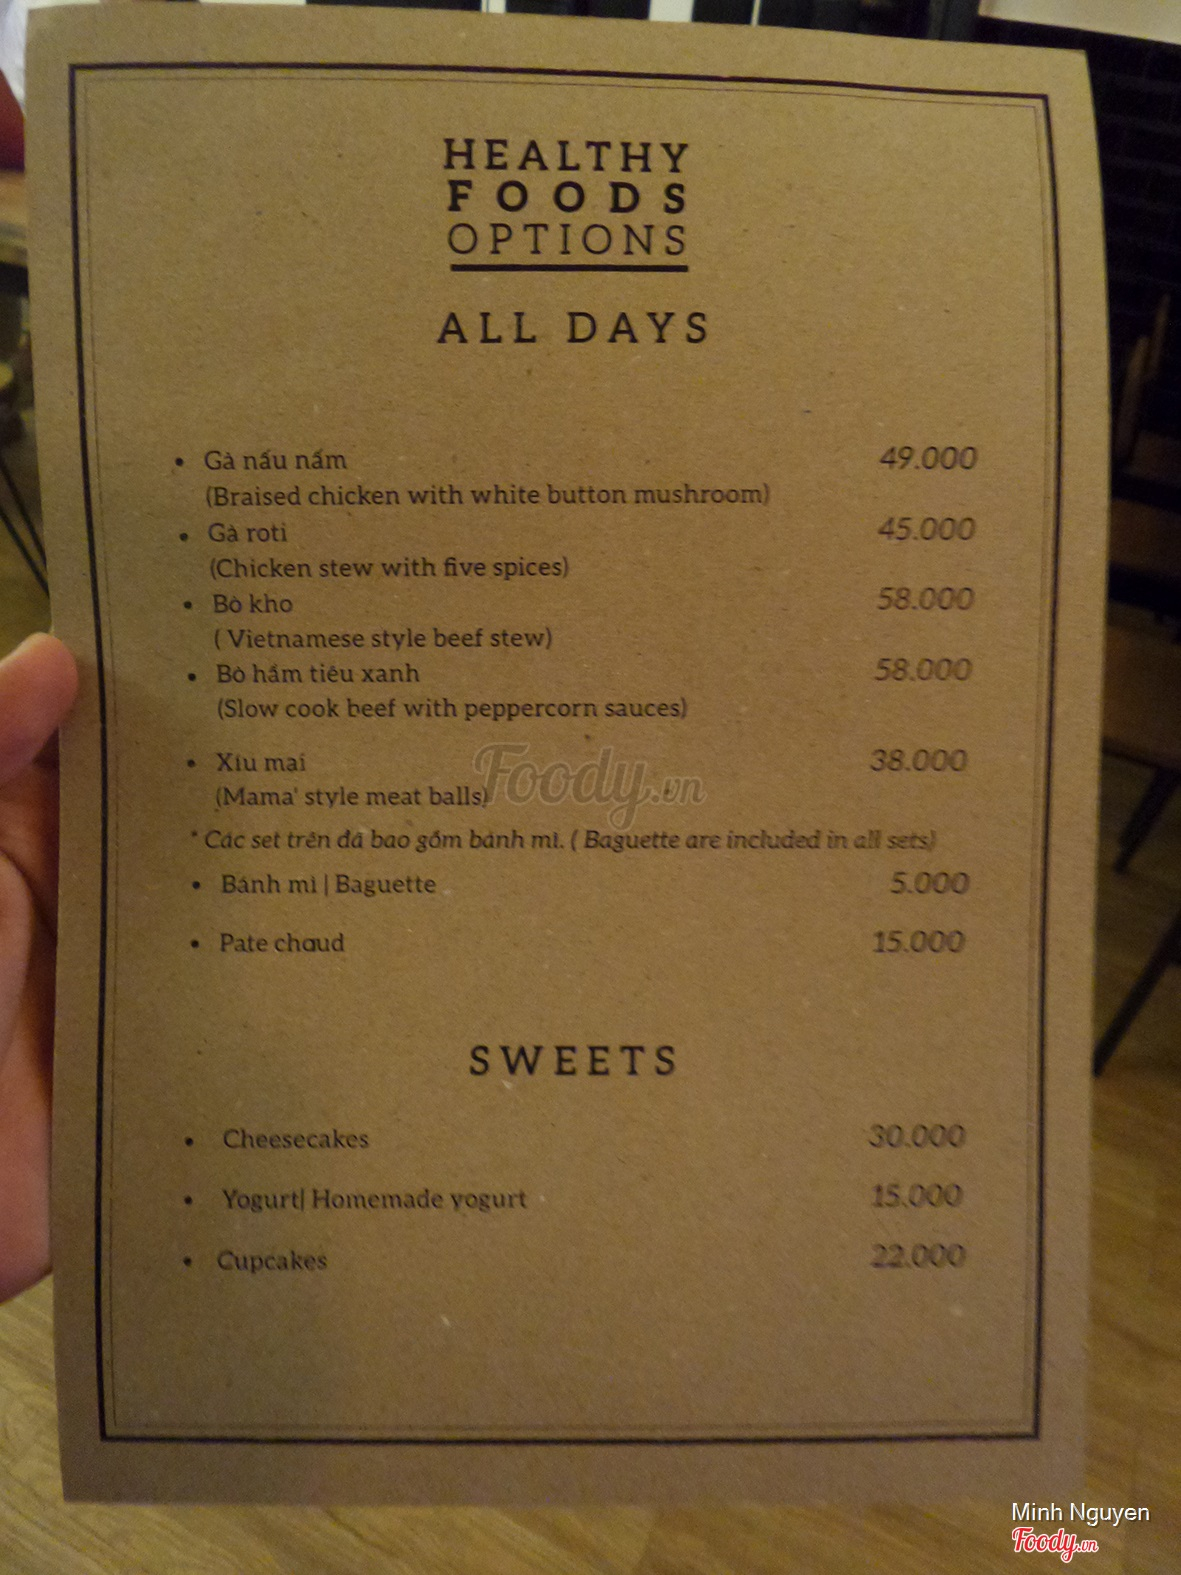 HEALTHY
FOODS
OPTIONS
ALL DAYS
• Gà nấu nấm 49.000
(Braised chicken with white button mushroom)
• Gà roti 45.000
(Chicken stew with five spices)
• Bò kho 58.000
( Vietnamese style beef stew)
• Bò hầm tiêu xanh 58.000
(Slow cook beef with peppercorn sauces)
• Xíu mại 38.000
(Mama' style meat balls)
Foody.vn
* Các set trên đã bao gồm bánh mì. ( Baguette are included in all sets)
• Bánh mì | Baguette 5.000
• Pate chaud 15.000
SWEETS
• Cheesecakes 30.000
• Yogurt| Homemade yogurt 15.000
• Cupcakes 22.000
Minh Nguyen
Foody.vn